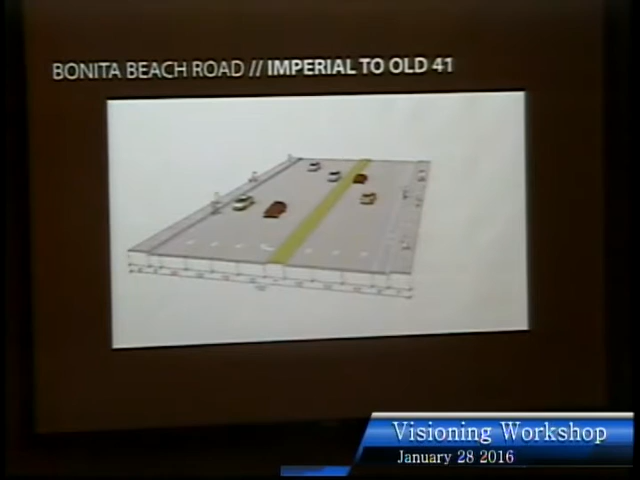 BONITA BEACH ROAD // IMPERIAL TO OLD 41
Visioning Workshop
January 28 2016